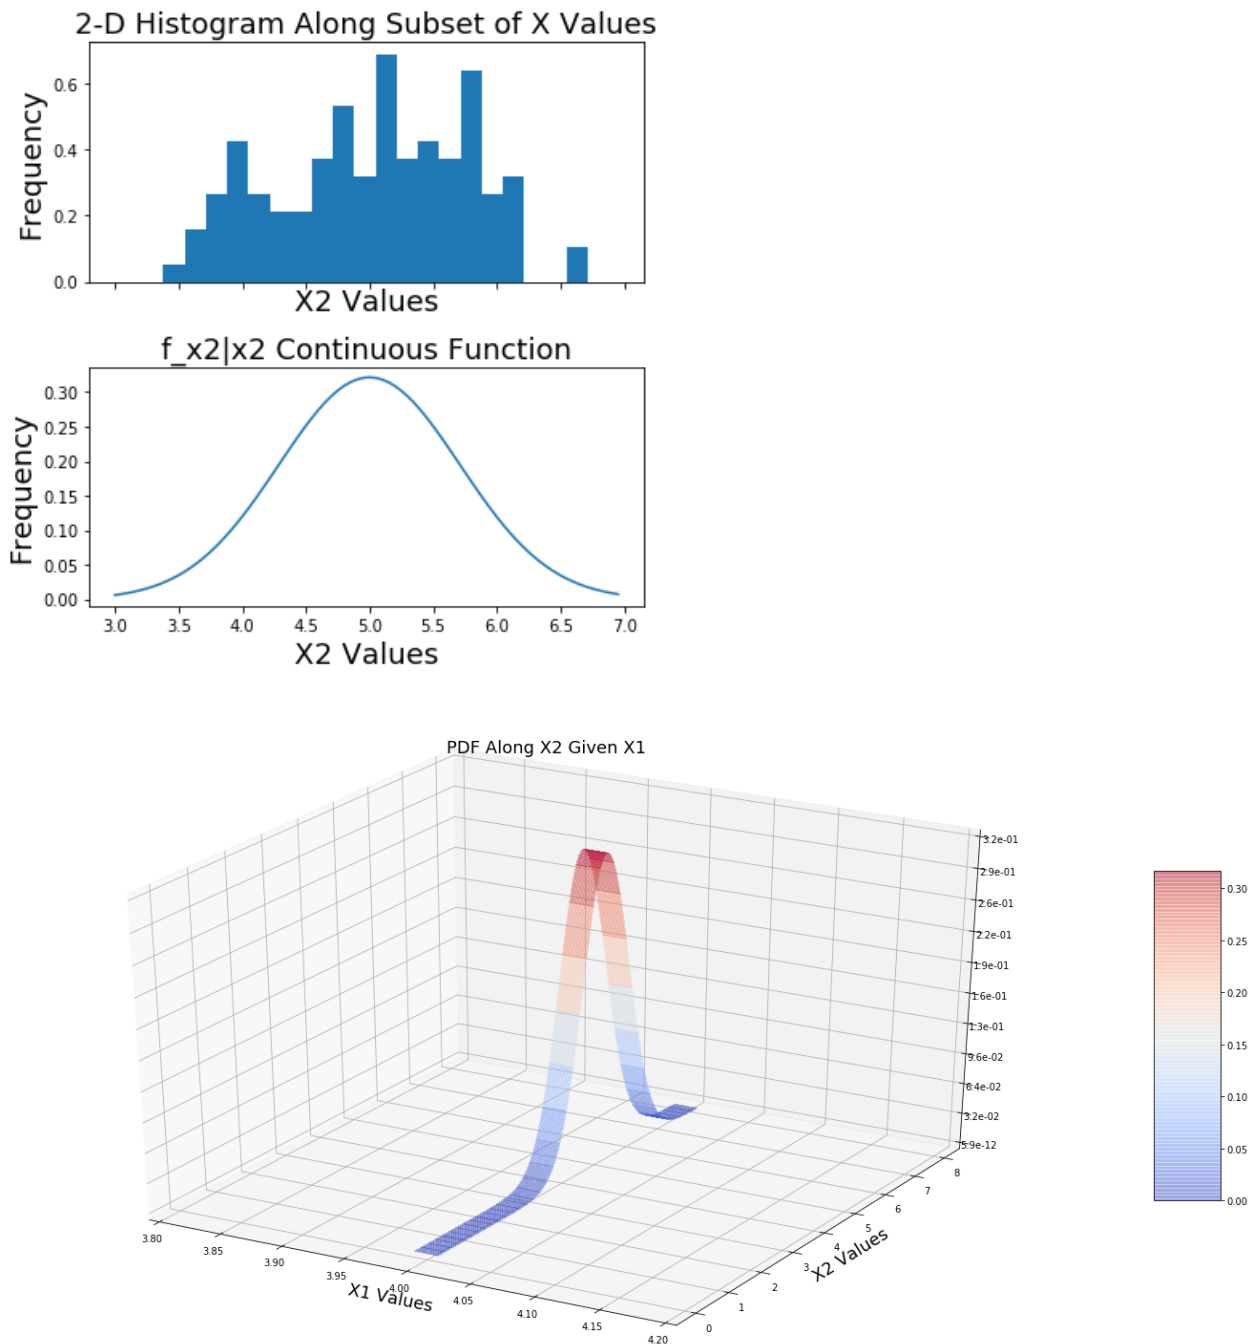 2-D Histogram Along Subset of X Values
Frequency
0.6
0.4
0.2
0.0
X2 Values
f_x2|x2 Continuous Function
Frequency
0.30
0.25
0.20
0.15
0.10
0.05
0.00
3.0 3.5 4.0 4.5 5.0 5.5 6.0 6.5 7.0
X2 Values
PDF Along X2 Given X1
3.2e-01
2.9e-01
2.6e-01
2.2e-01
1.9e-01
1.6e-01
1.3e-01
9.6e-02
6.4e-02
3.2e-02
5.9e-12
8
7
6
5
4
3
2
1
0
X2 Values
3.80
3.85
3.90
3.95
4.00
4.05
4.10
4.15
4.20
X1 Values
0.30
0.25
0.20
0.15
0.10
0.05
0.00